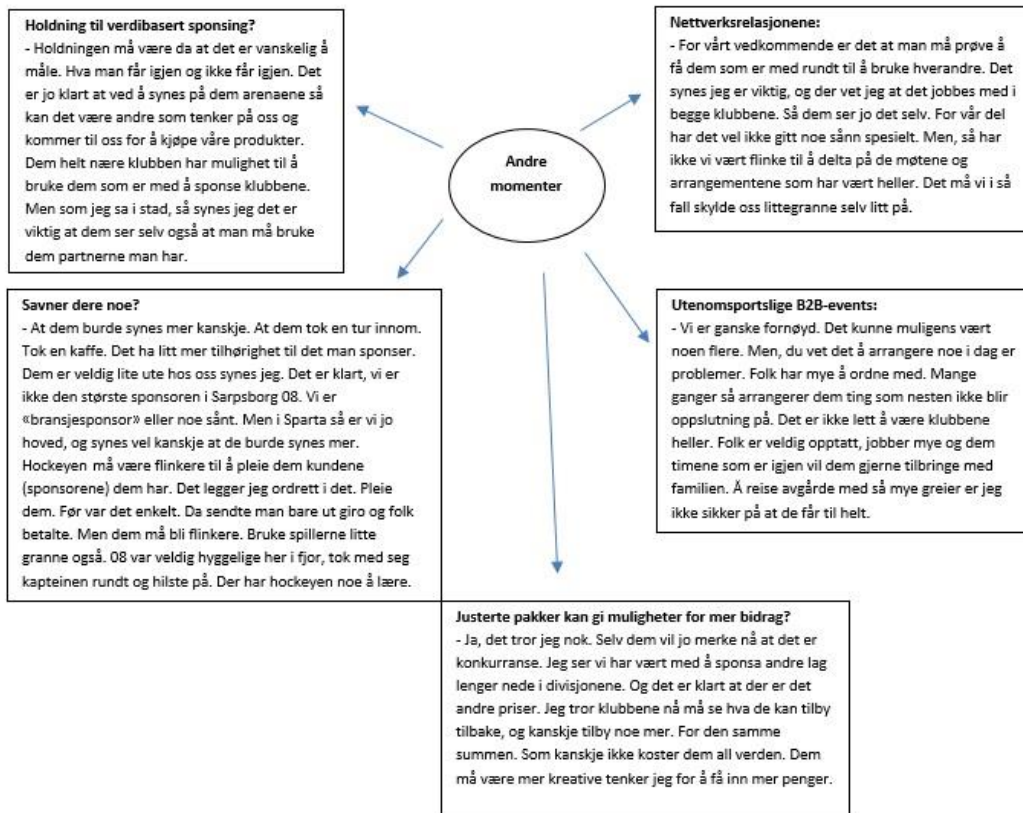 Holdning til verdibasert sponsing?
- Holdningen må være da at det er vanskelig å
måle. Hva man får igjen og ikke får igjen. Det
er jo klart at ved å synes på dem arenaene så
kan det være andre som tenker på oss og
kommer til oss for å kjøpe våre produkter.
Dem helt nære klubben har mulighet til å
bruke dem som er med å sponse klubbene.
Men som jeg sa i stad, så synes jeg det er
viktig at dem ser selv også at man må bruke
dem partnerne man har.
Nettverksrelasjonene:
- For vårt vedkommende er det at man må prøve å
få dem som er med rundt til å bruke hverandre. Det
synes jeg er viktig, og der vet jeg at det jobbes med i
begge klubbene. Så dem ser jo det selv. For vår del
har det vel ikke gitt noe sånn spesielt. Men, så har
ikke vi vært flinke til å delta på de møtene og
arrangementene som har vært heller. Det må vi i så
fall skylde oss littegranne selv litt på.
Andre
momenter
Savner dere noe?
- At dem burde synes mer kanskje. At dem tok en tur innom.
Tok en kaffe. Det ha litt mer tilhørighet til det man sponser.
Dem er veldig lite ute hos oss synes jeg. Det er klart, vi er
ikke den største sponsoren i Sarpsborg 08. Vi er
«bransjesponsor» eller noe sånt. Men i Sparta så er vi jo
hoved, og synes vel kanskje at de burde synes mer.
Hockeyen må være flinkere til å pleie dem kundene
(sponsorene) dem har. Det legger jeg ordrett i det. Pleie
dem. Før var det enkelt. Da sendte man bare ut giro og folk
betalte. Men dem må bli flinkere. Bruke spillerne litte
granne også. 08 var veldig hyggelige her i fjor, tok med seg
kapteinen rundt og hilste på. Der har hockeyen noe å lære.
Utenomsportslige B2B-events:
- Vi er ganske fornøyd. Det kunne muligens vært
noen flere. Men, du vet det å arrangere noe i dag er
problemer. Folk har mye å ordne med. Mange
ganger så arrangerer dem ting som nesten ikke blir
oppslutning på. Det er ikke lett å være klubbene
heller. Folk er veldig opptatt, jobber mye og dem
timene som er igjen vil dem gjerne tilbringe med
familien. Å reise avgårde med så mye greier er jeg
ikke sikker på at de får til helt.
Justerte pakker kan gi muligheter for mer bidrag?
- Ja, det tror jeg nok. Selv dem vil jo merke nå at det er
konkurranse. Jeg ser vi har vært med å sponsa andre lag
lenger nede i divisjonene. Og det er klart at der er det
andre priser. Jeg tror klubbene nå må se hva de kan tilby
tilbake, og kanskje tilby noe mer. For den samme
summen. Som kanskje ikke koster dem all verden. Dem
må være mer kreative tenker jeg for å få inn mer penger.